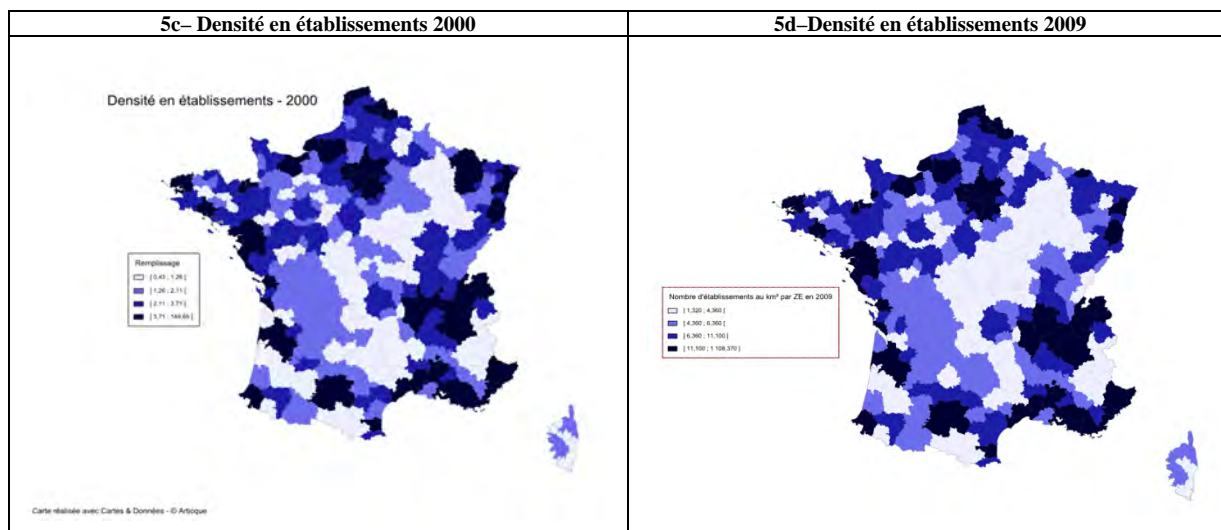 5c– Densité en établissements 2000
5d–Densité en établissements 2009
Densité en établissements - 2000
Remplissage
[ 0,43 ; 1,26 [
[ 1,26 ; 2,11 [
[ 2,11 ; 3,71 [
[ 3,71 ; 149,65 ]
Carte réalisée avec Cartes & Données - © Articque
Nombre d'établissements au km² par ZE en 2009
[ 1,320 ; 4,360 [
[ 4,360 ; 6,360 [
[ 6,360 ; 11,100 [
[ 11,100 ; 1 108,370 ]